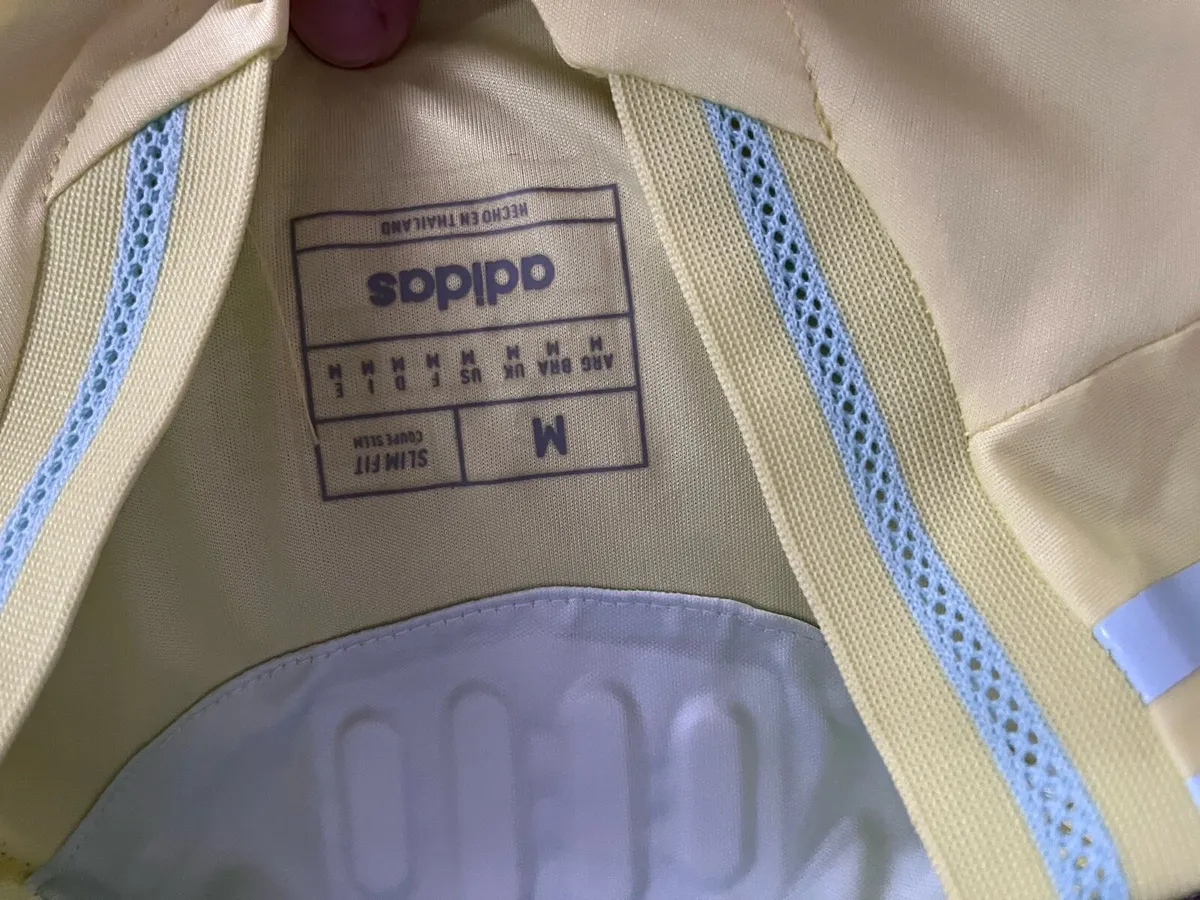 M
SLIM FIT
COUPE SLIM
ARG BRA UK US F D I E
M M M M M M M M
adidas
HECHO EN THAILAND